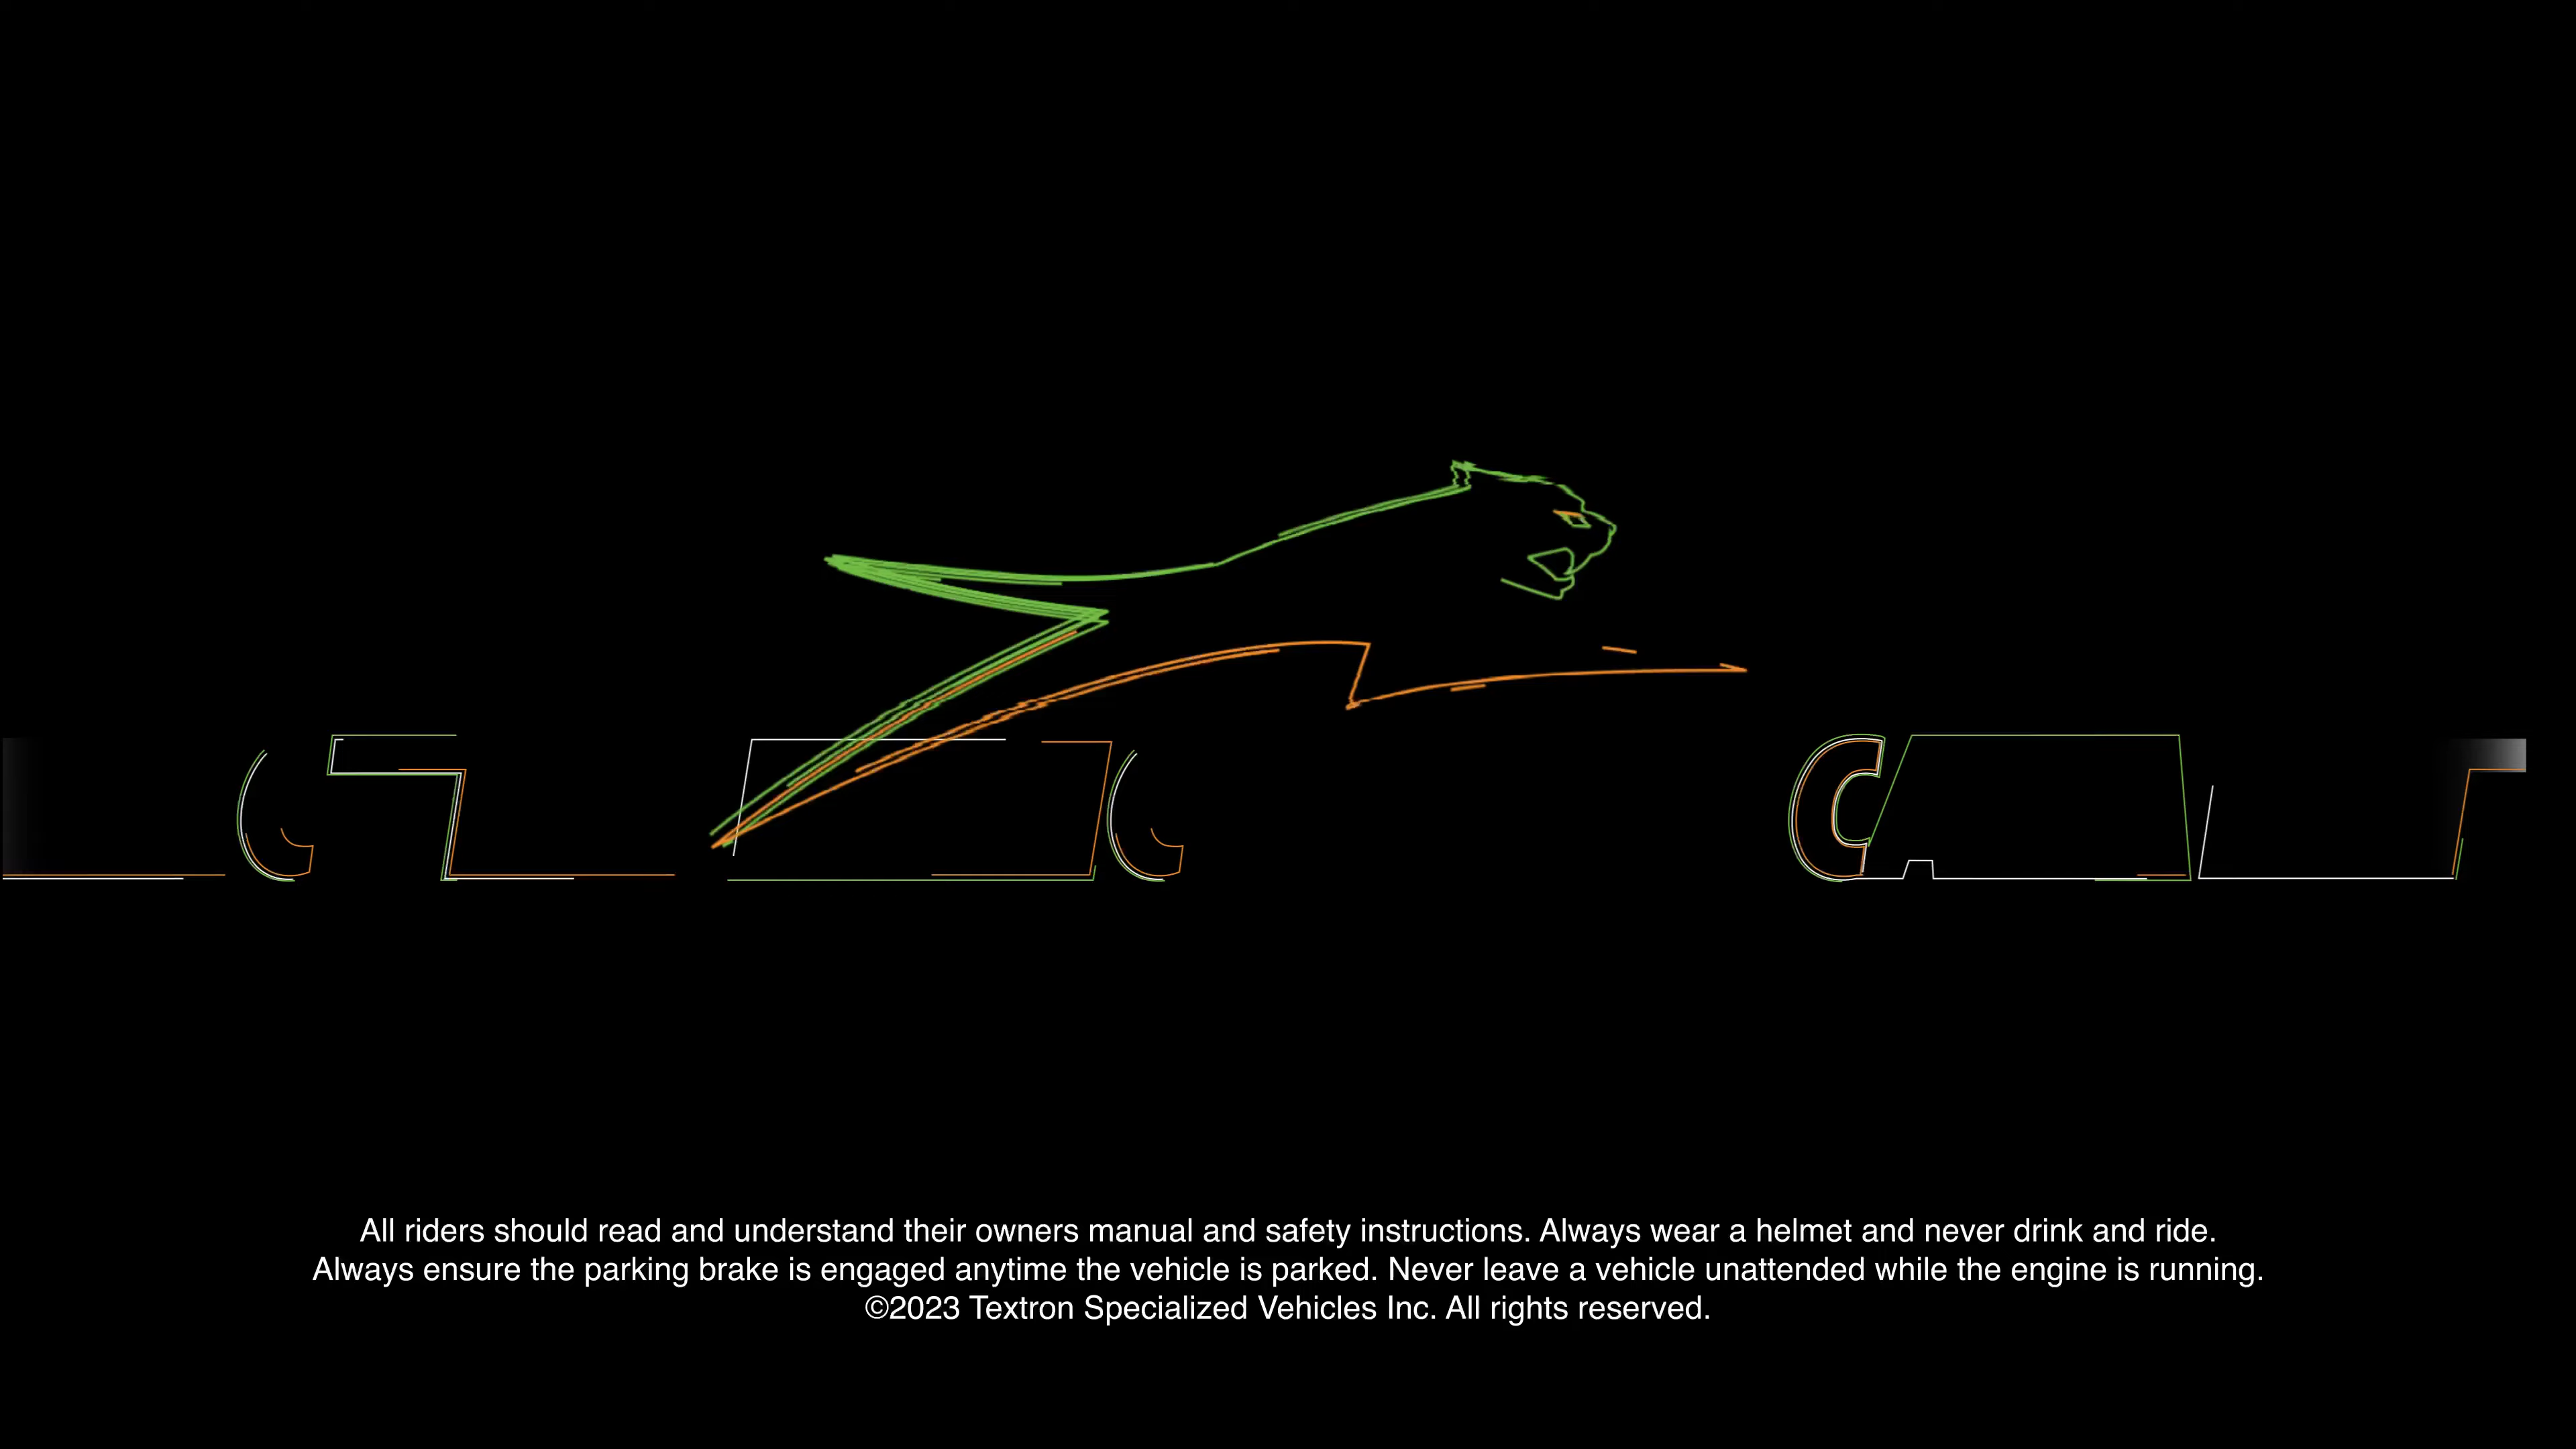 All riders should read and understand their owners manual and safety instructions. Always wear a helmet and never drink and ride.
Always ensure the parking brake is engaged anytime the vehicle is parked. Never leave a vehicle unattended while the engine is running.
©2023 Textron Specialized Vehicles Inc. All rights reserved.